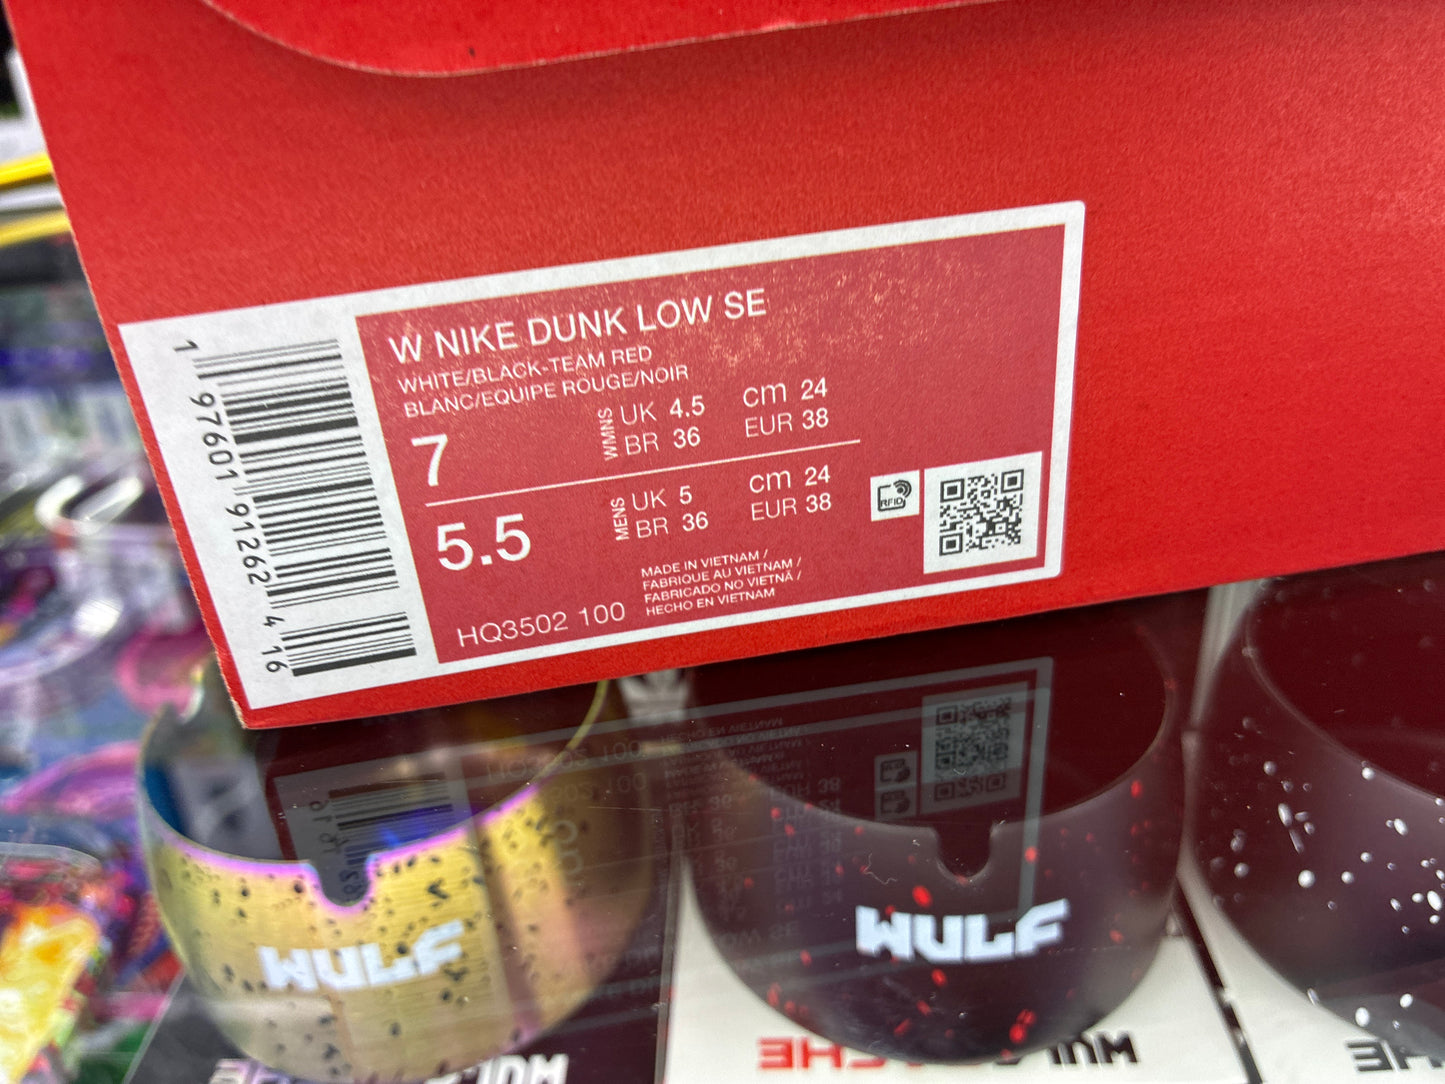 W NIKE DUNK LOW SE
WHITE/BLACK-TEAM RED
BLANC/EQUIPE ROUGE/NOIR
7
WMNS
UK 4.5 cm 24
BR 36 EUR 38
5.5
MENS
UK 5 cm 24
BR 36 EUR 38
RFID
MADE IN VIETNAM /
FABRIQUE AU VIETNAM /
FABRICADO NO VIETNÃ /
HECHO EN VIETNAM
HQ3502 100
1 97601 91262 4 16
WULF
WULF